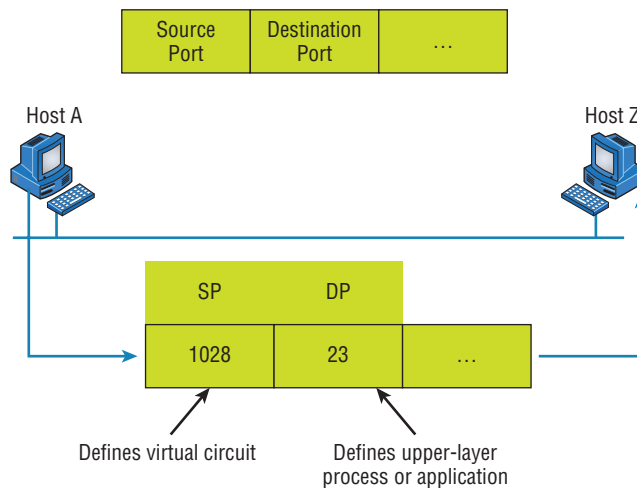 Source
Port
Destination
Port
…
Host A
Host Z
SP
DP
1028
23
…
Defines virtual circuit
Defines upper-layer
process or application